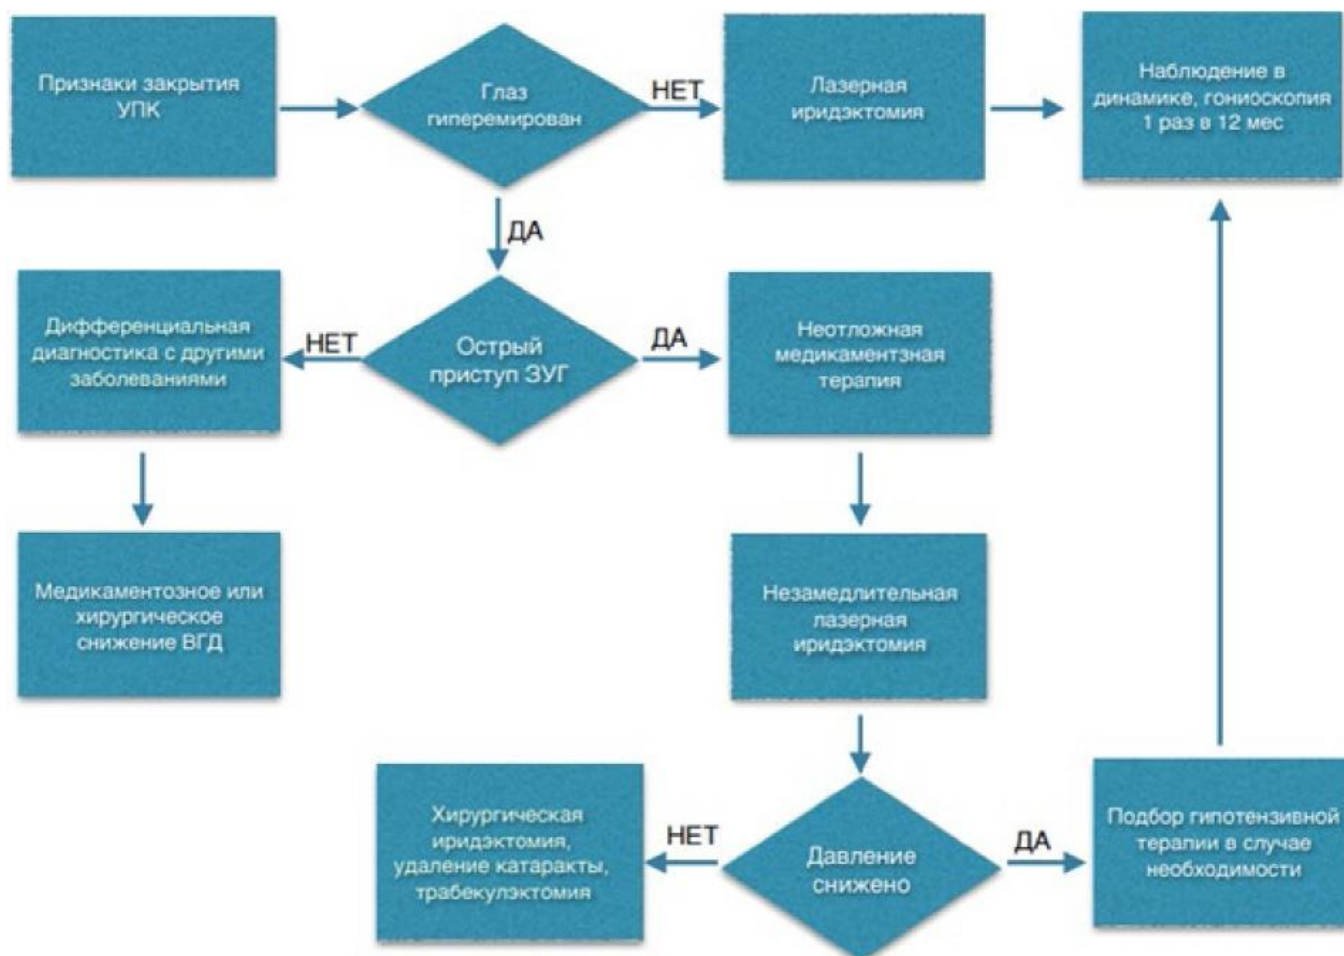 Признаки закрытия
УПК
Глаз
гиперемирован
НЕТ
Лазерная
иридэктомия
Наблюдение в
динамике, гониоскопия
1 раз в 12 мес
ДА
Дифференциальная
диагностика с другими
заболеваниями
НЕТ
Острый
приступ ЗУГ
ДА
Неотложная
медикаментзная
терапия
Медикаментозное или
хирургическое
снижение ВГД
Незамедлительная
лазерная
иридэктомия
Хирургическая
иридэктомия,
удаление катаракты,
трабекулэктомия
НЕТ
Давление
снижено
ДА
Подбор гипотензивной
терапии в случае
необходимости